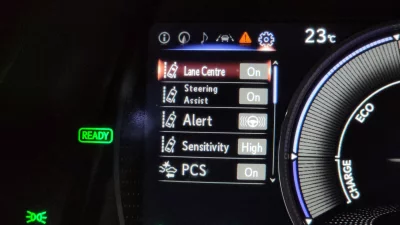 23°C
Lane Centre On
Steering
Assist On
Alert
Sensitivity High
PCS On
READY
ECO
CHARGE